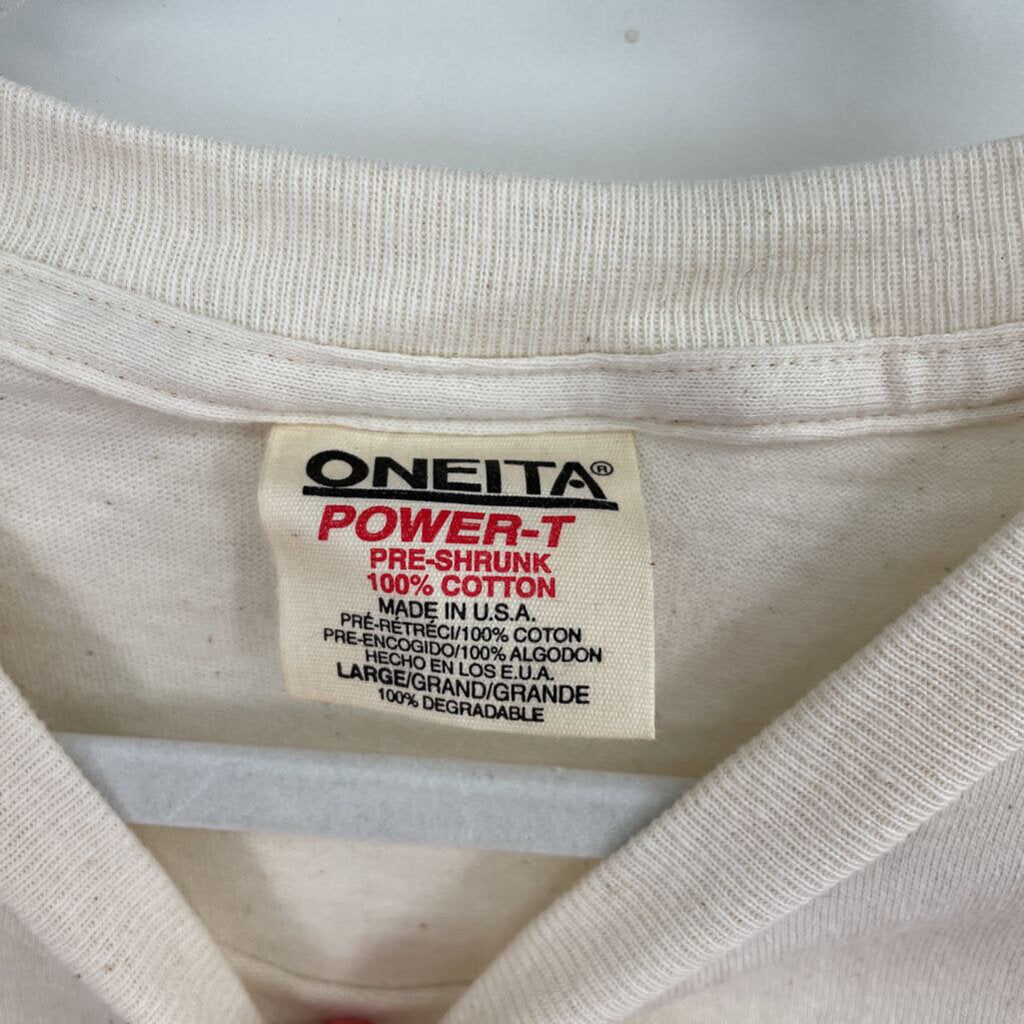 ONEITA®
POWER-T
PRE-SHRUNK
100% COTTON
MADE IN U.S.A.
PRÉ-RÉTRÉCI/100% COTON
PRE-ENCOGIDO/100% ALGODON
HECHO EN LOS E.U.A.
LARGE/GRAND/GRANDE
100% DEGRADABLE